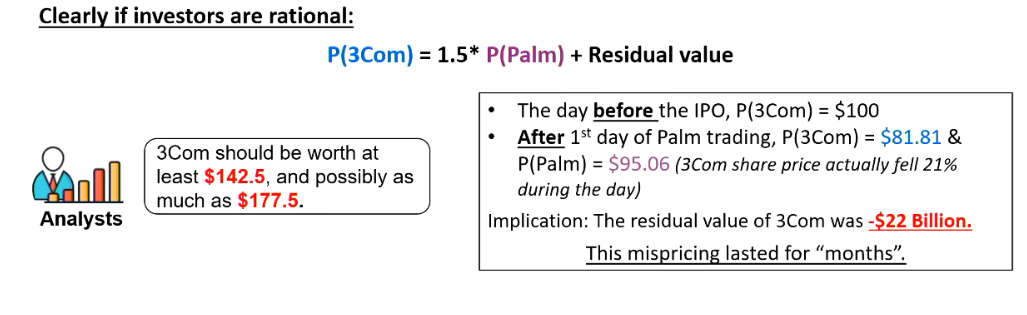 Clearly if investors are rational:
P(3Com) = 1.5* P(Palm) + Residual value
3Com should be worth at
least $142.5, and possibly as
much as $177.5.
Analysts
• The day before the IPO, P(3Com) = $100
• After 1st day of Palm trading, P(3Com) = $81.81 &
P(Palm) = $95.06 (3Com share price actually fell 21%
during the day)
Implication: The residual value of 3Com was -$22 Billion.
This mispricing lasted for “months”.